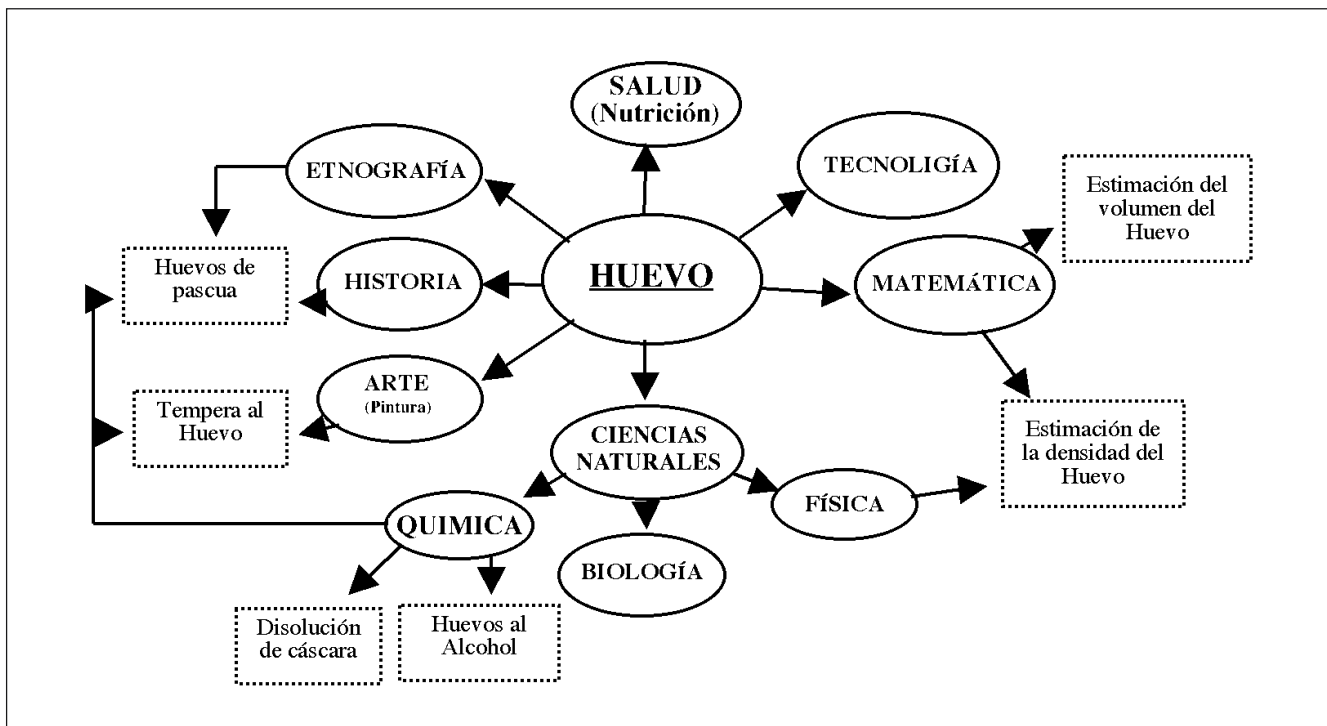 SALUD
(Nutrición)
ETNOGRAFÍA
TECNOLIGÍA
Estimación del
volumen del
Huevo
Huevos de
pascua
HISTORIA
HUEVO
MATEMÁTICA
Tempera al
Huevo
ARTE
(Pintura)
CIENCIAS
NATURALES
Estimación de
la densidad del
Huevo
QUIMICA
FÍSICA
BIOLOGÍA
Disolución
de cáscara
Huevos al
Alcohol